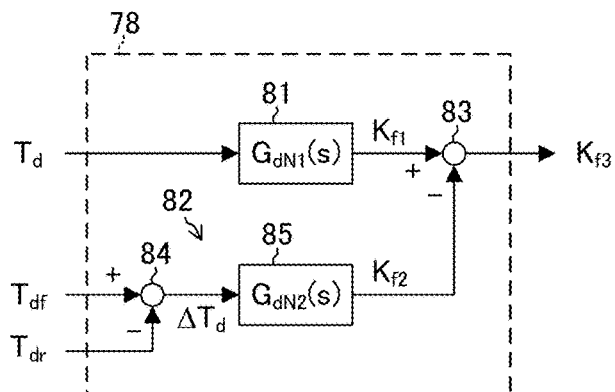 78
81
83
T_d
G_dN1(s)
K_f1
+
−
K_f3
82
84
85
T_df
+
−
ΔT_d
G_dN2(s)
K_f2
T_dr